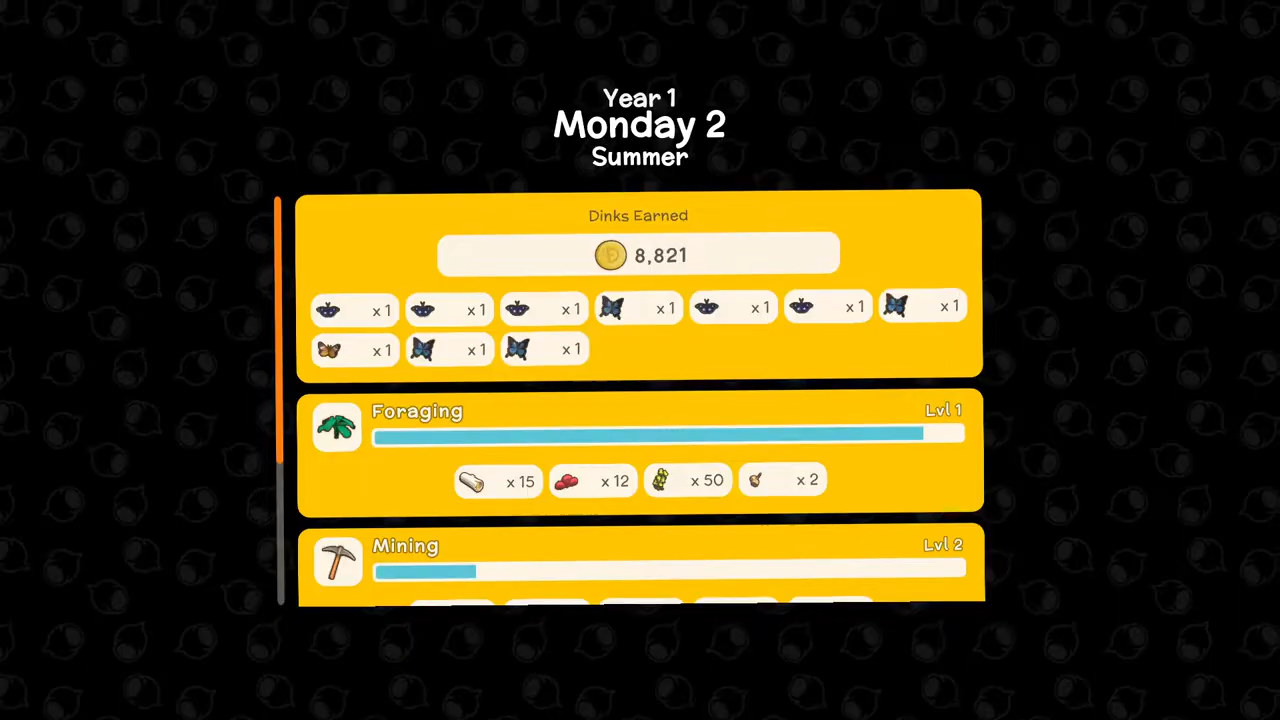 Year 1
Monday 2
Summer
Dinks Earned
8,821
x 1 x 1 x 1 x 1 x 1 x 1 x 1
x 1 x 1 x 1
Foraging Lvl 1
x 15 x 12 x 50 x 2
Mining Lvl 2